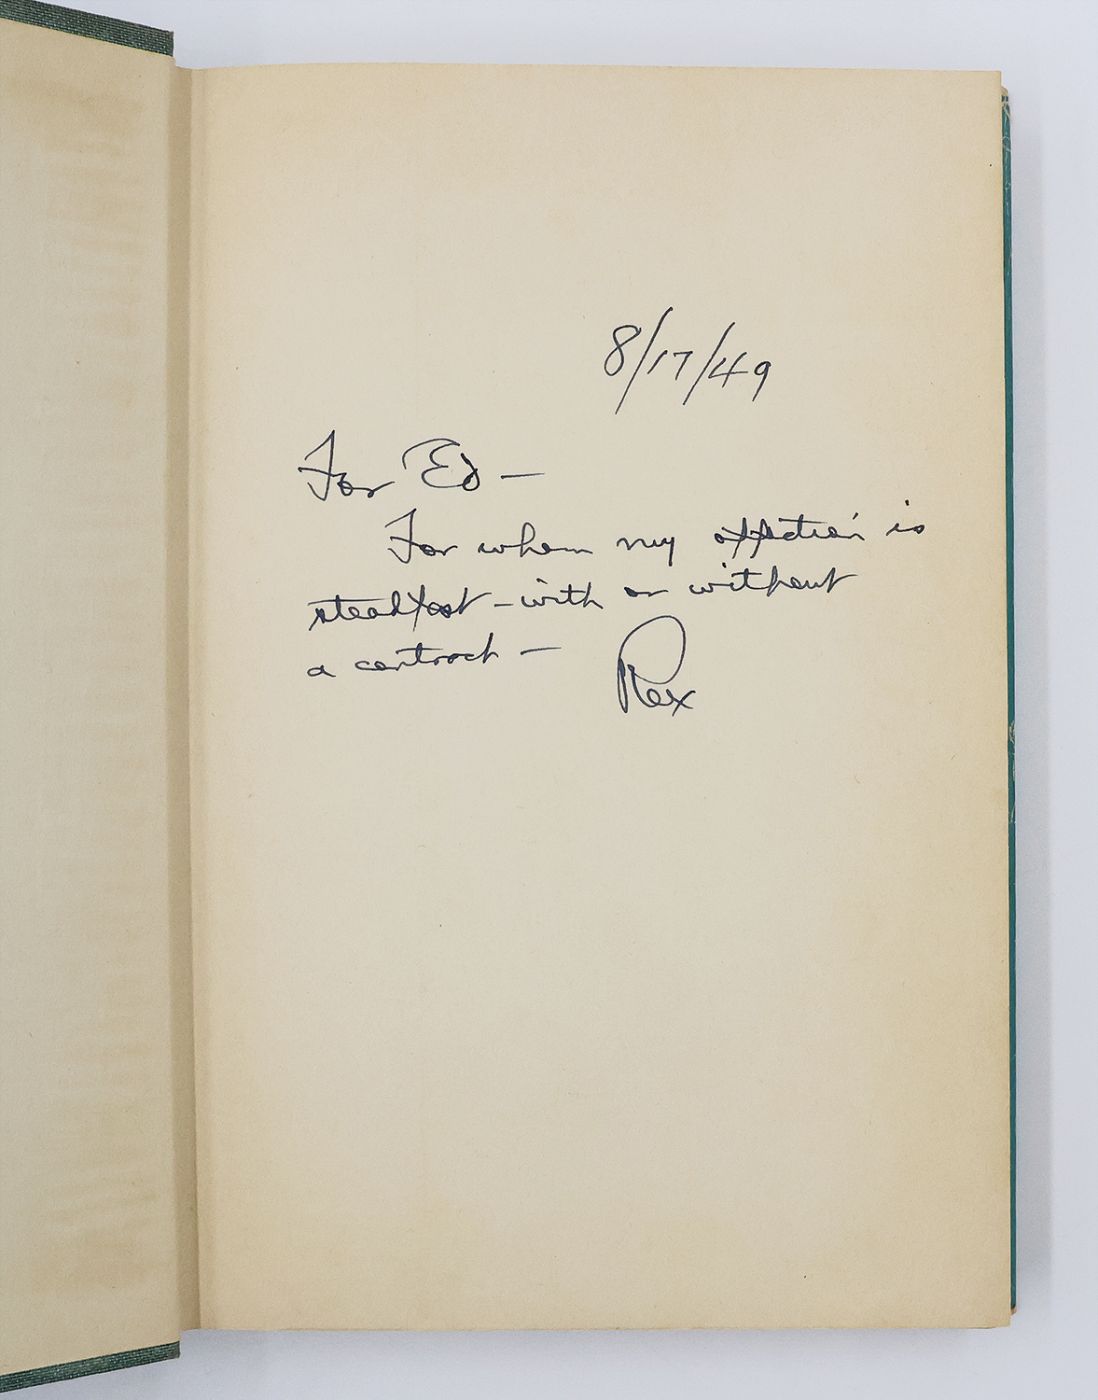 8/17/49
For Ed —
For whom my affection is
steadfast - with or without
a contract —
Rex